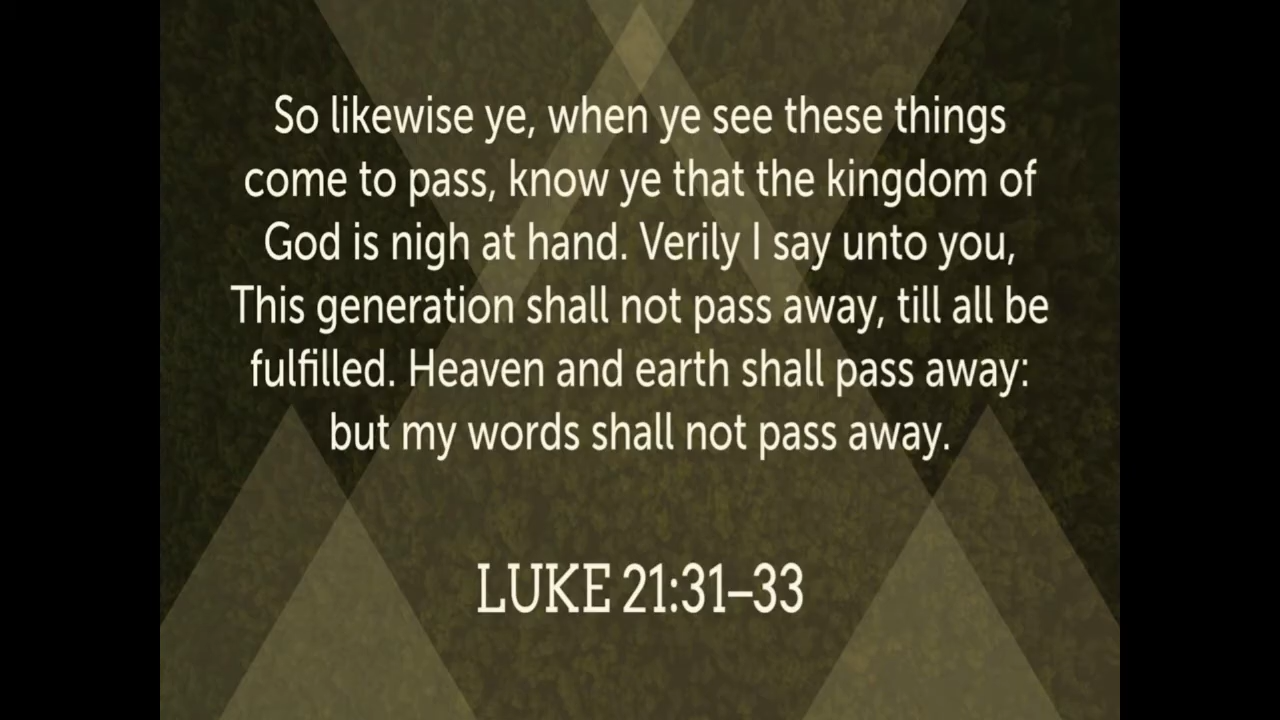 So likewise ye, when ye see these things
come to pass, know ye that the kingdom of
God is nigh at hand. Verily I say unto you,
This generation shall not pass away, till all be
fulfilled. Heaven and earth shall pass away:
but my words shall not pass away.
LUKE 21:31–33